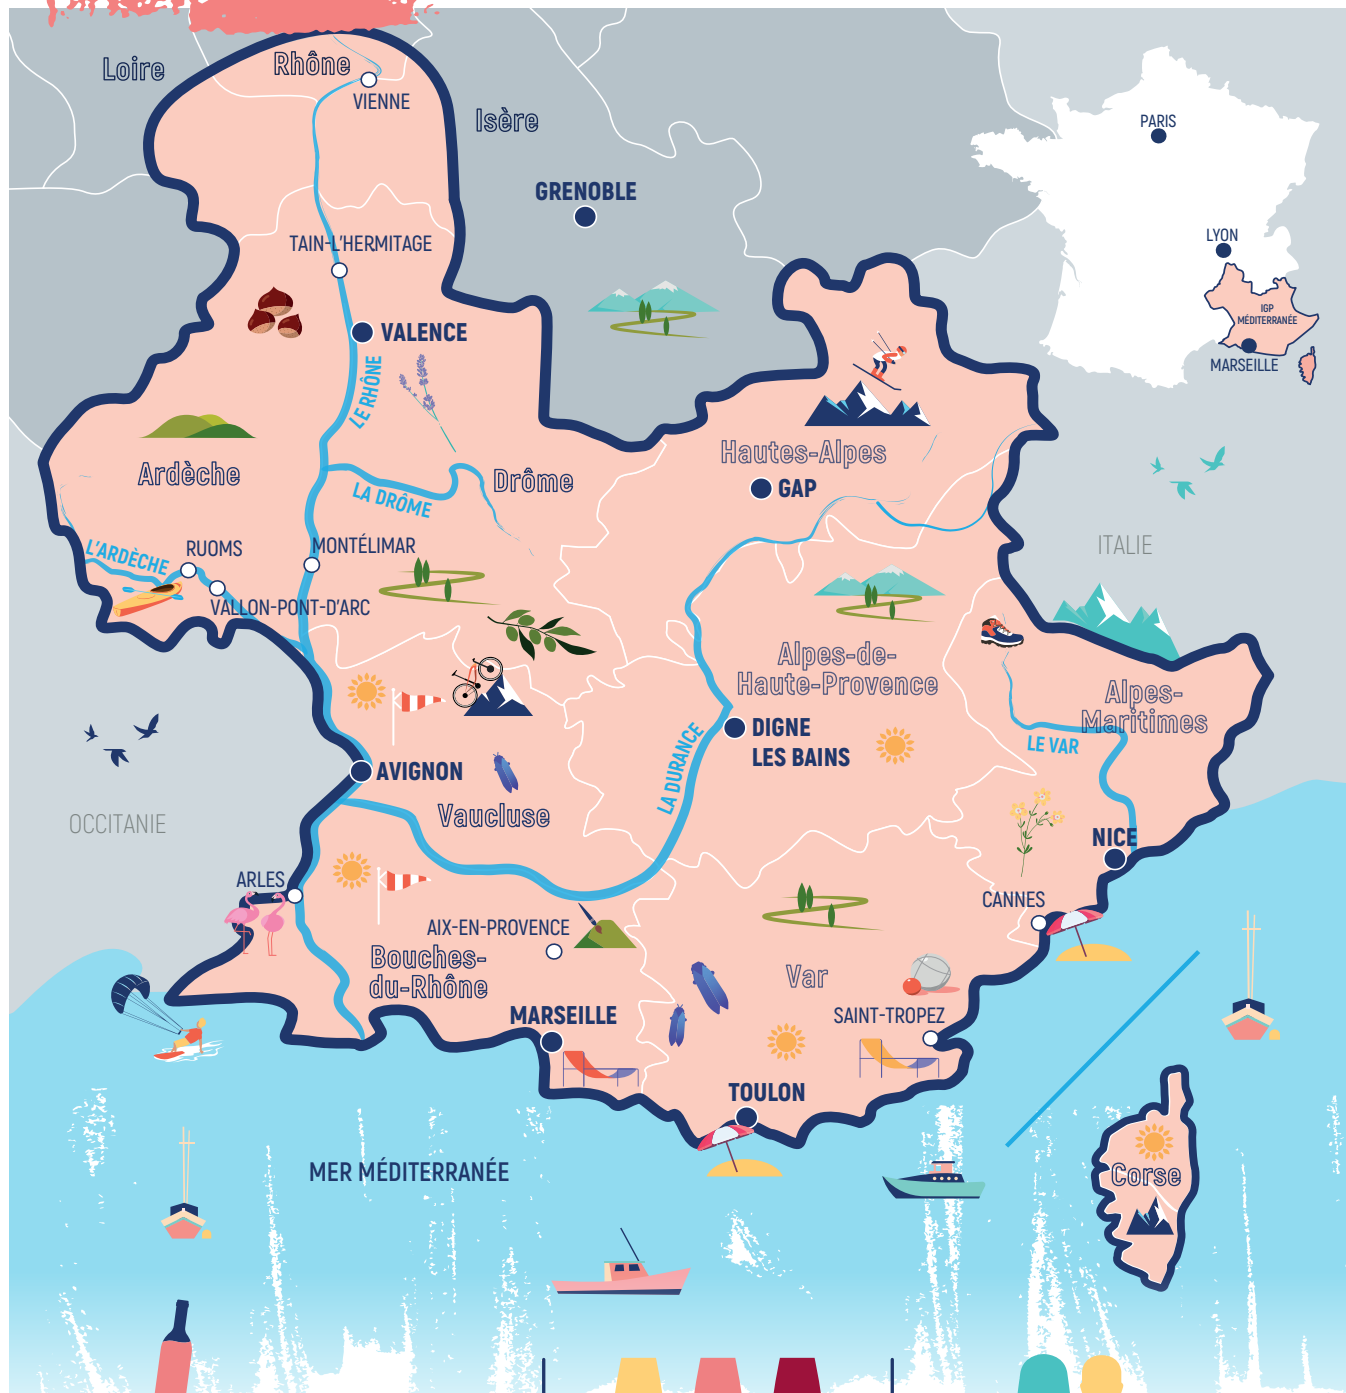 Loire
Rhône
VIENNE
Isère
PARIS
GRENOBLE
LYON
TAIN-L'HERMITAGE
IGP
MÉDITERRANÉE
VALENCE
MARSEILLE
LE RHÔNE
Hautes-Alpes
Ardèche
Drôme
GAP
LA DRÔME
ITALIE
L'ARDÈCHE
RUOMS
MONTÉLIMAR
VALLON-PONT-D'ARC
Alpes-de-
Haute-Provence
Alpes-
Maritimes
DIGNE
LES BAINS
LE VAR
LA DURANCE
AVIGNON
OCCITANIE
Vaucluse
NICE
ARLES
CANNES
AIX-EN-PROVENCE
Bouches-
du-Rhône
Var
MARSEILLE
SAINT-TROPEZ
TOULON
MER MÉDITERRANÉE
Corse